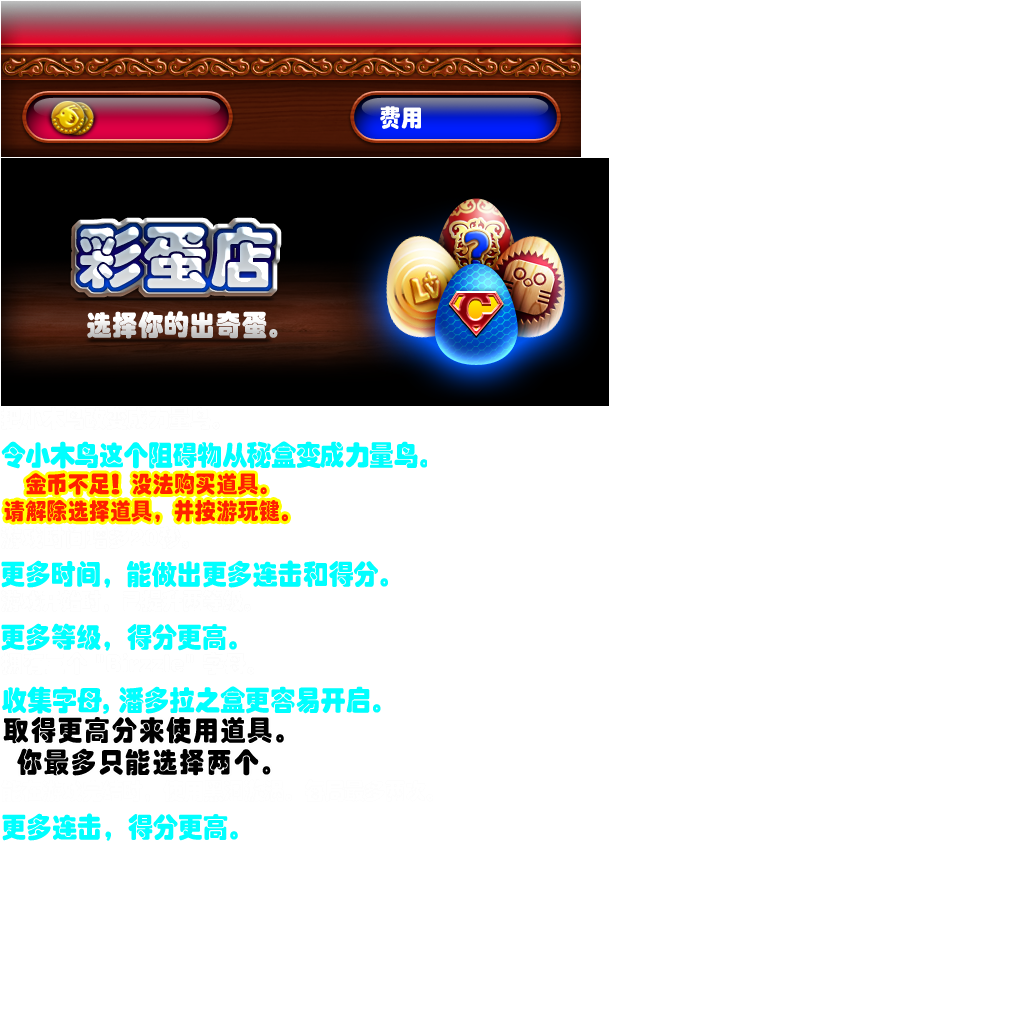 费用
彩蛋店
选择你的出奇蛋。
Lv
?
C
令小木鸟这个阻碍物从秘盒变成力量鸟。
金币不足！没法购买道具。
请解除选择道具，并按游玩键。
更多时间，能做出更多连击和得分。
更多等级，得分更高。
收集字母，潘多拉之盒更容易开启。
取得更高分来使用道具。
你最多只能选择两个。
更多连击，得分更高。